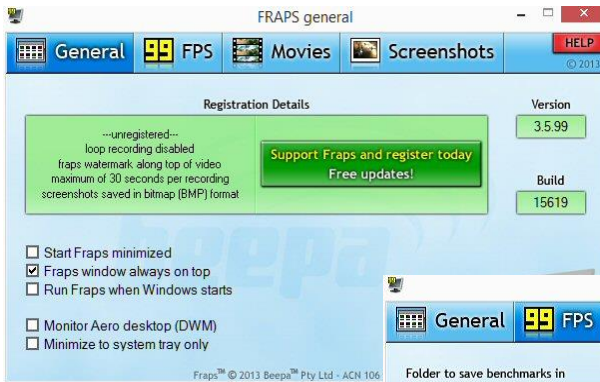 FRAPS general
General
99 FPS
Movies
Screenshots
HELP
© 2013
Registration Details
---unregistered---
loop recording disabled
fraps watermark along top of video
maximum of 30 seconds per recording
screenshots saved in bitmap (BMP) format
Support Fraps and register today
Free updates!
Version
3.5.99
Build
15619
beepa
Start Fraps minimized
Fraps window always on top
Run Fraps when Windows starts
Monitor Aero desktop (DWM)
Minimize to system tray only
Fraps™ © 2013 Beepa™ Pty Ltd - ACN 106
General
99 FPS
Folder to save benchmarks in